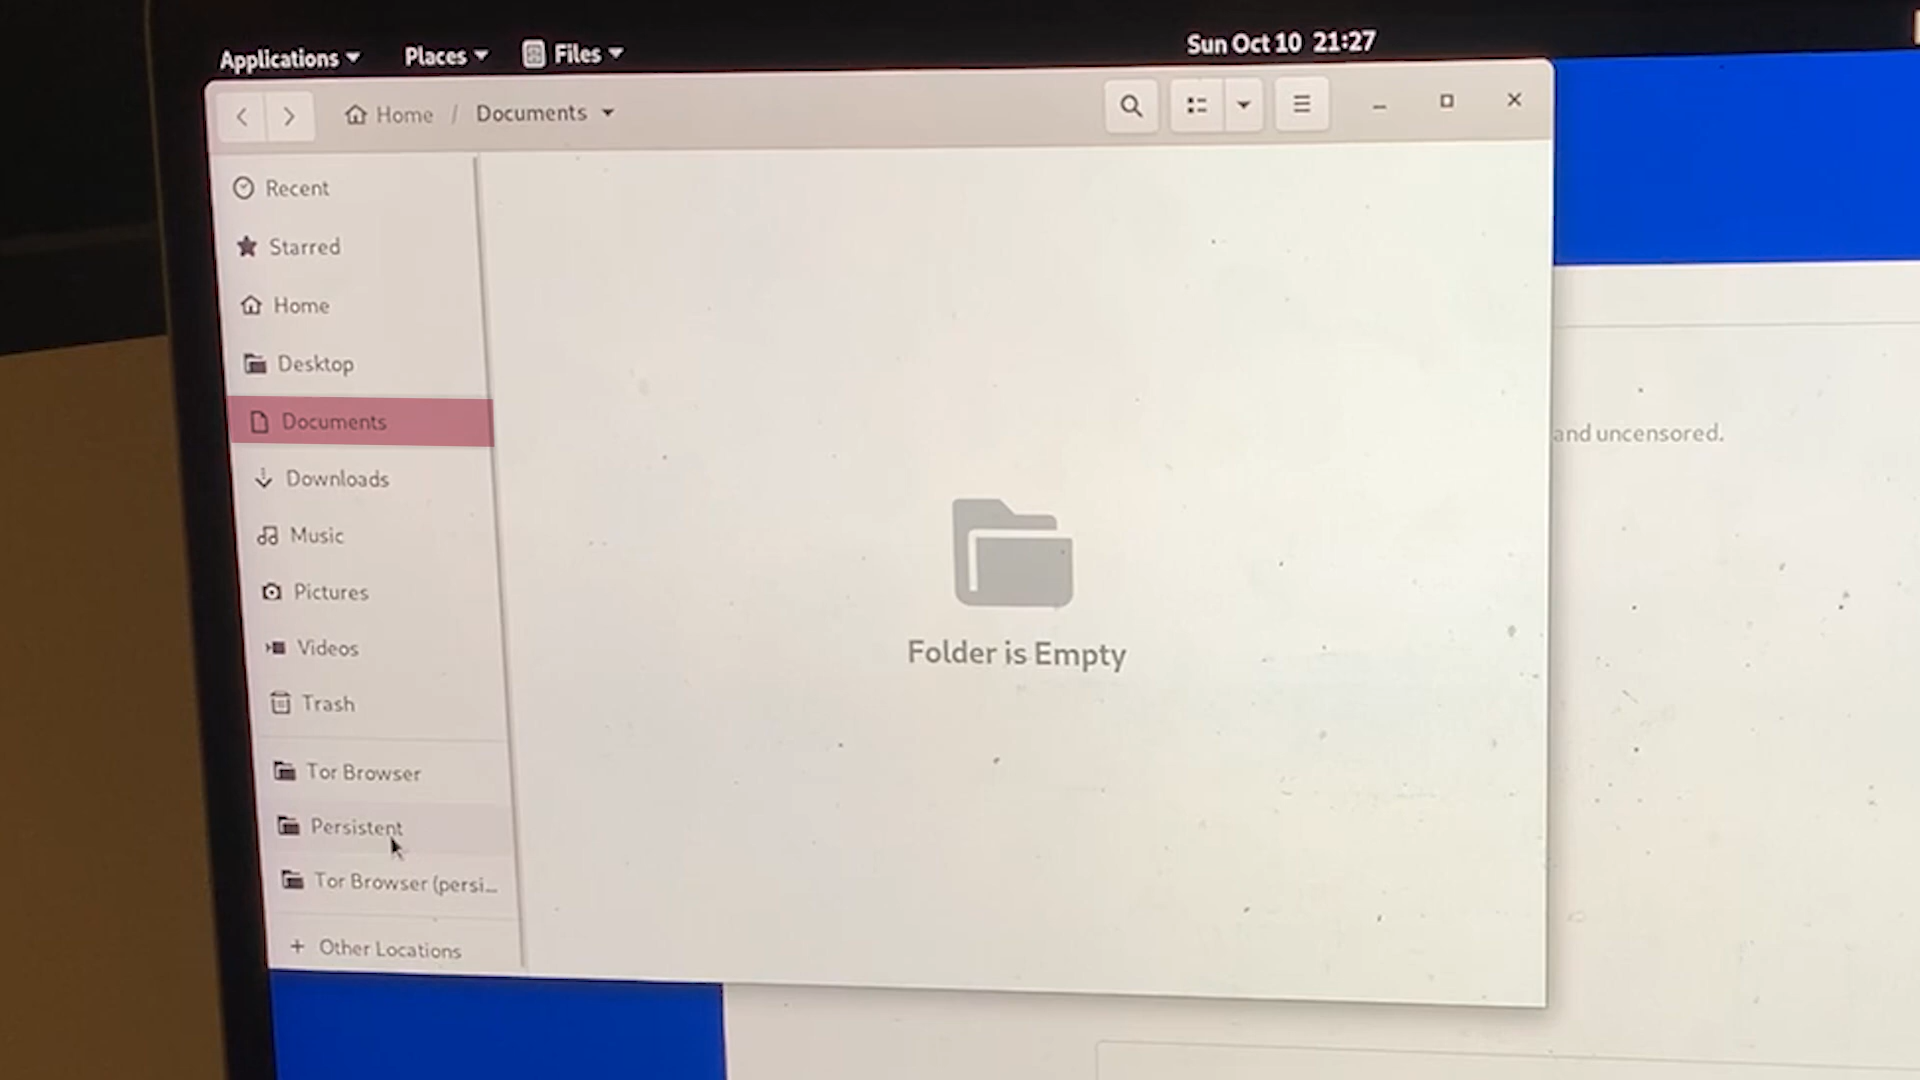 Applications Places Files Sun Oct 10 21:27
Home / Documents
Recent
Starred
Home
Desktop
Documents
Downloads
Music
Pictures
Videos
Trash
Tor Browser
Persistent
Tor Browser (persi...
+ Other Locations
Folder is Empty
and uncensored.